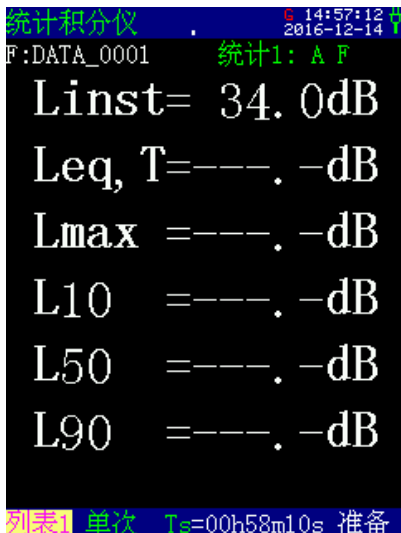 统计积分仪 . G 14:57:12
2016-12-14
F:DATA_0001 统计1: A F
Linst= 34.0dB
Leq,T=---.-dB
Lmax =---.-dB
L10 =---.-dB
L50 =---.-dB
L90 =---.-dB
列表1 单次 Ts=00h58m10s 准备